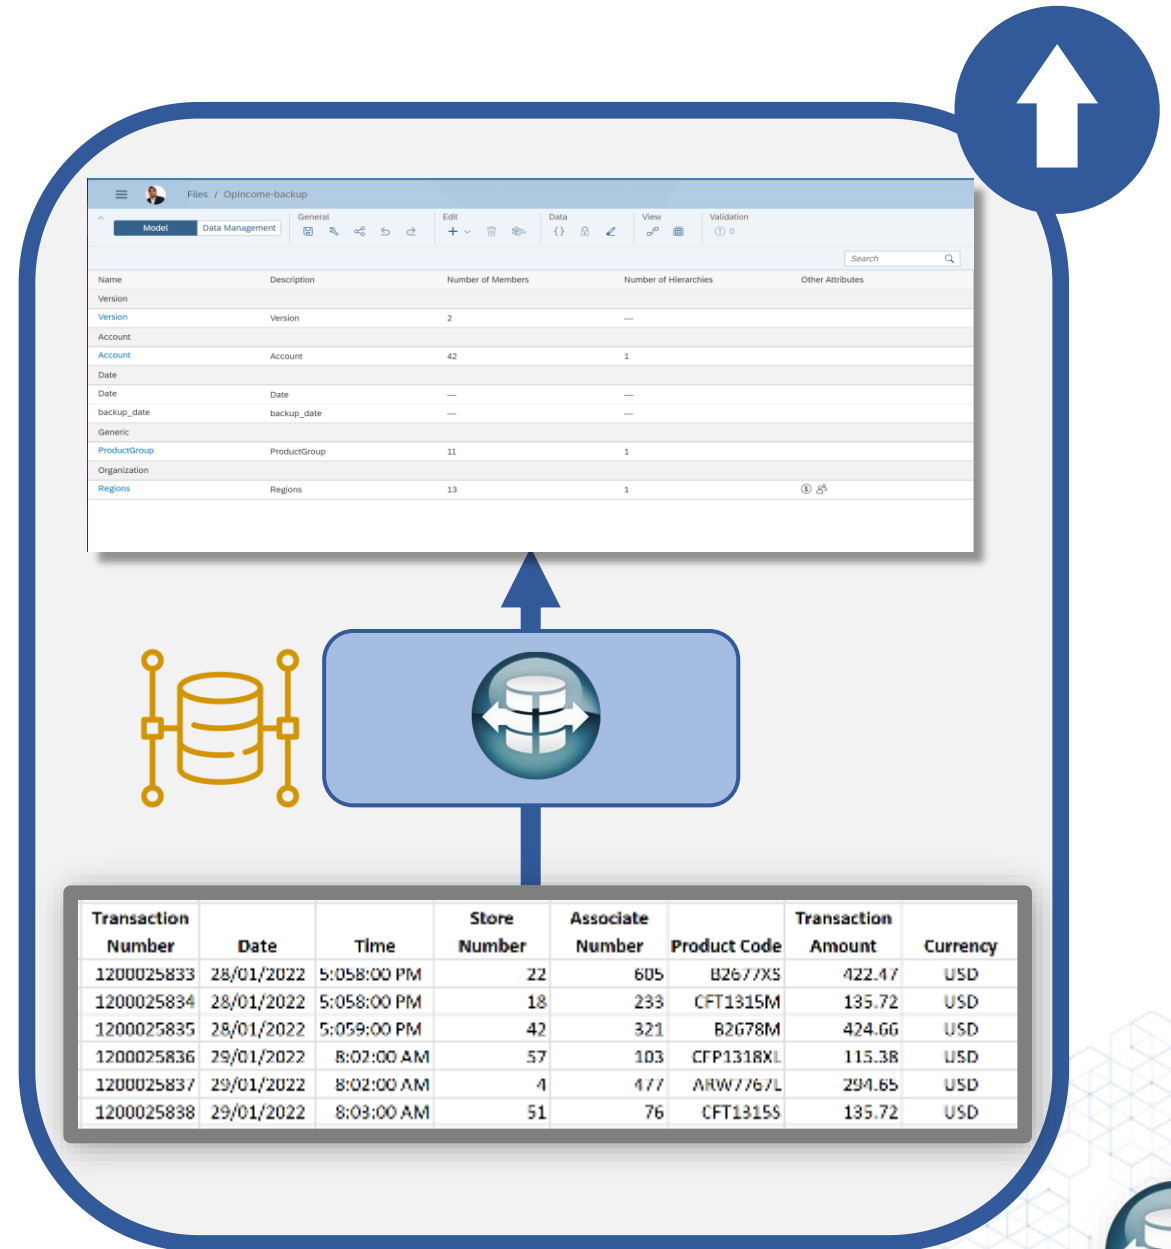 Files / OpIncome-backup
General Edit Data View Validation
Model Data Management 0
Search
Name Description Number of Members Number of Hierarchies Other Attributes
Version
Version Version 2 —
Account
Account Account 42 1
Date
Date Date — —
backup_date backup_date — —
Generic
ProductGroup ProductGroup 11 1
Organization
Regions Regions 13 1
Transaction Store Associate Transaction
Number Date Time Number Number Product Code Amount Currency
1200025833 28/01/2022 5:058:00 PM 22 605 B2677XS 422.47 USD
1200025834 28/01/2022 5:058:00 PM 18 233 CFT1315M 135.72 USD
1200025835 28/01/2022 5:059:00 PM 42 321 B2678M 424.66 USD
1200025836 29/01/2022 8:02:00 AM 57 103 CFP1318XL 115.38 USD
1200025837 29/01/2022 8:02:00 AM 4 477 ARW7767L 294.65 USD
1200025838 29/01/2022 8:03:00 AM 51 76 CFT1315S 135.72 USD